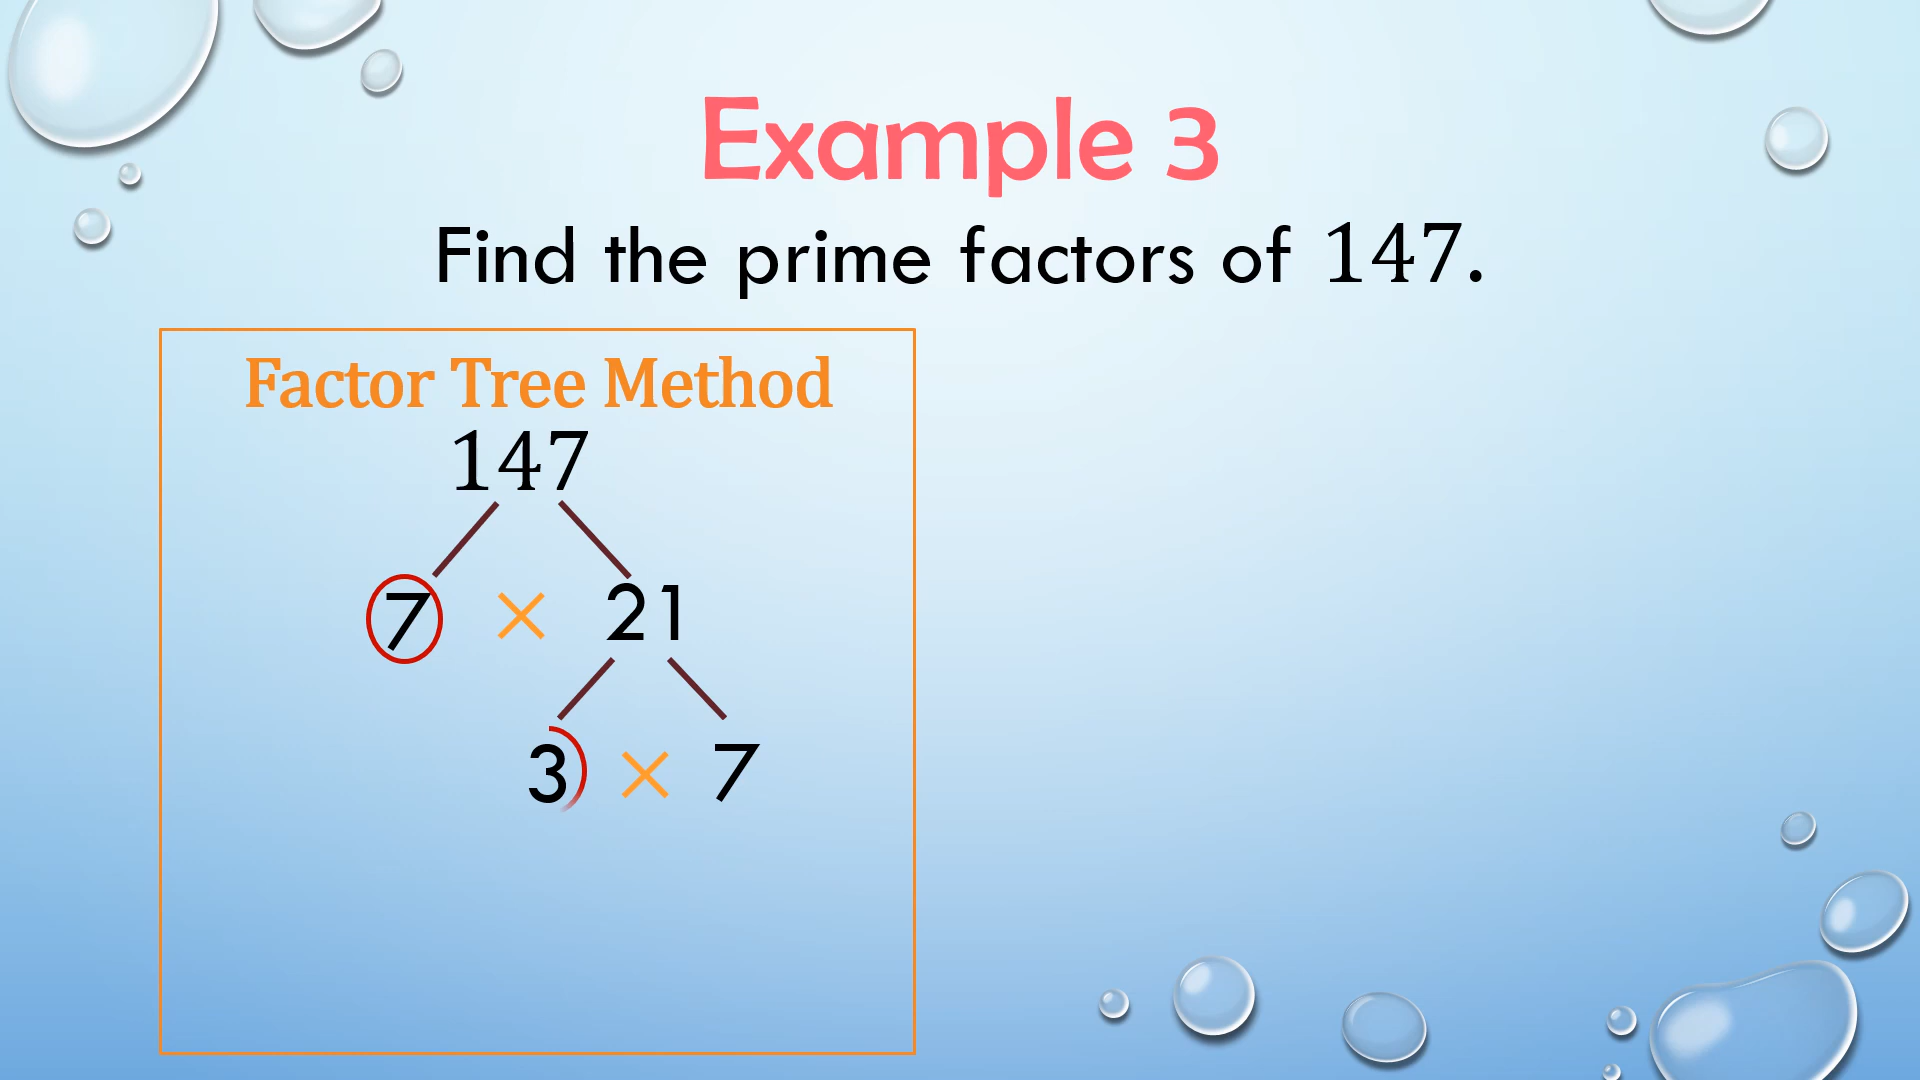 Example 3
Find the prime factors of 147.
Factor Tree Method
147
7 × 21
3 × 7